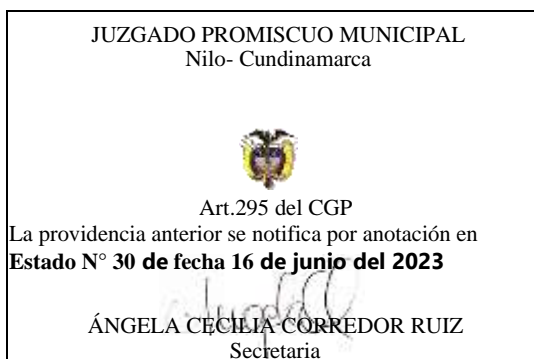 JUZGADO PROMISCUO MUNICIPAL
Nilo- Cundinamarca
Art.295 del CGP
La providencia anterior se notifica por anotación en
Estado N° 30 de fecha 16 de junio del 2023
ÁNGELA CECILIA CORREDOR RUIZ
Secretaria